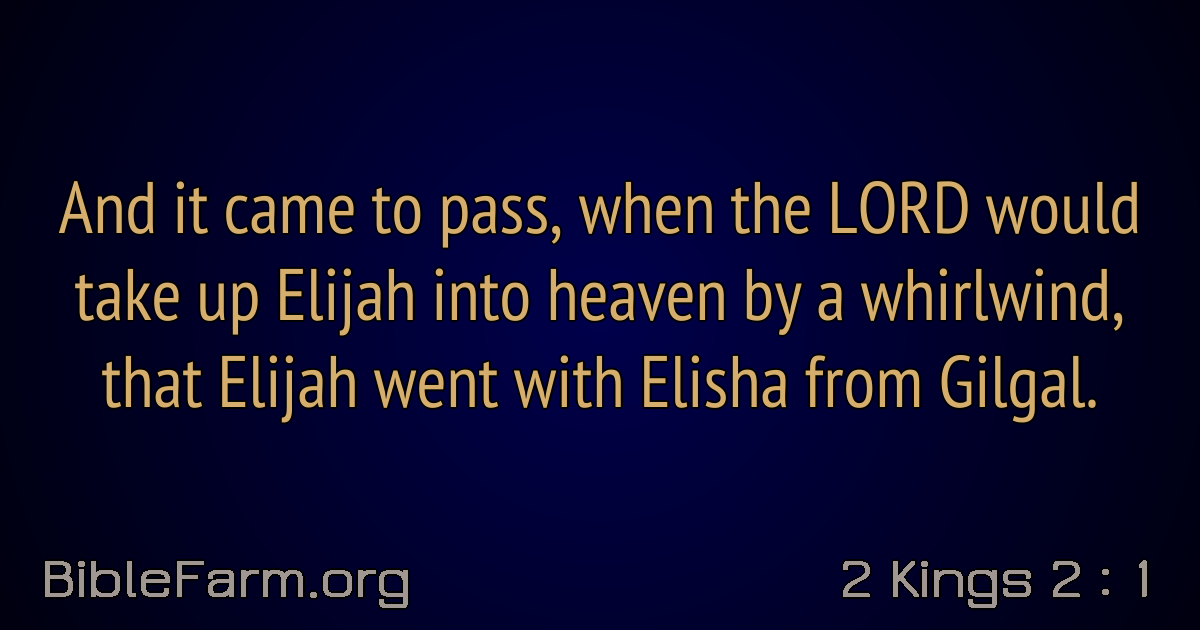 And it came to pass, when the LORD would
take up Elijah into heaven by a whirlwind,
that Elijah went with Elisha from Gilgal.
BibleFarm.org
2 Kings 2 : 1